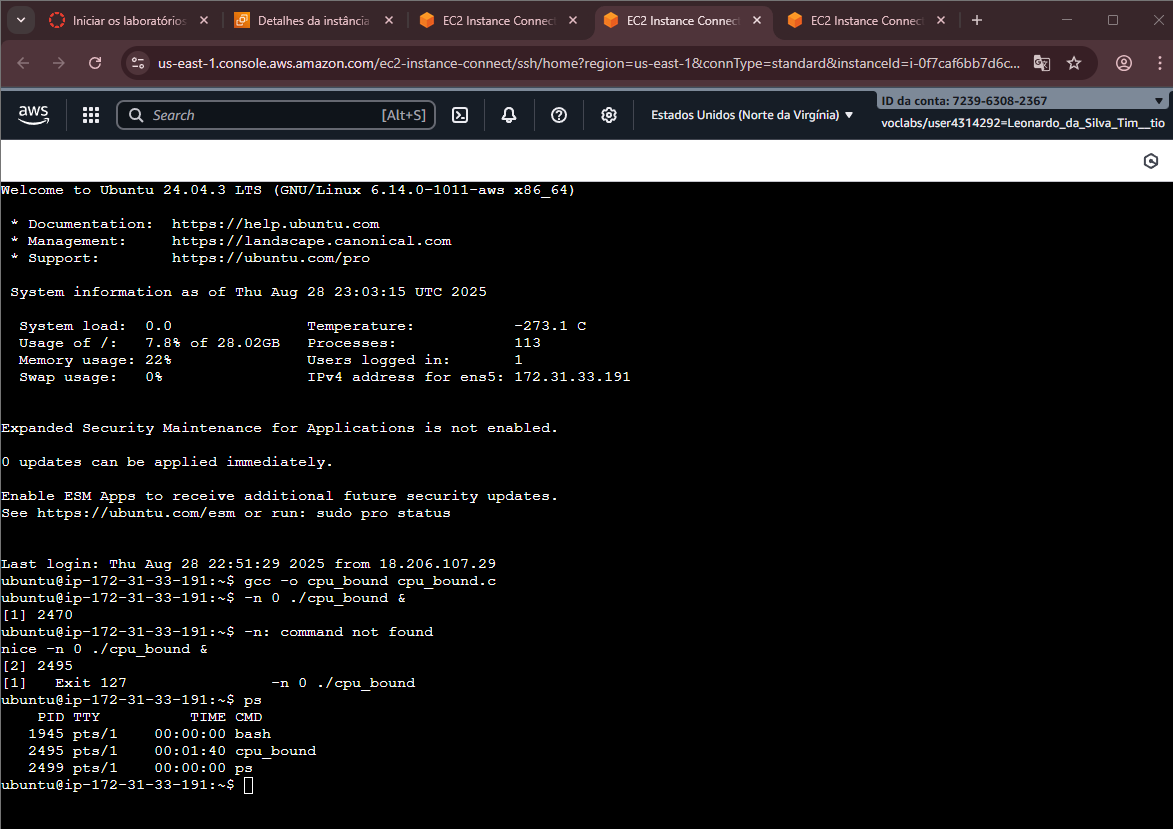 Iniciar os laboratórios
Detalhes da instância
EC2 Instance Connect
EC2 Instance Connect
EC2 Instance Connect
us-east-1.console.aws.amazon.com/ec2-instance-connect/ssh/home?region=us-east-1&connType=standard&instanceId=i-0f7caf6bb7d6c...
aws
Search
[Alt+S]
Estados Unidos (Norte da Virgínia)
ID da conta: 7239-6308-2367
voclabs/user4314292=Leonardo_da_Silva_Tim__tio
Welcome to Ubuntu 24.04.3 LTS (GNU/Linux 6.14.0-1011-aws x86_64)
* Documentation:  https://help.ubuntu.com
* Management:     https://landscape.canonical.com
* Support:        https://ubuntu.com/pro
System information as of Thu Aug 28 23:03:15 UTC 2025
System load:  0.0               Temperature:           -273.1 C
Usage of /:   7.8% of 28.02GB   Processes:             113
Memory usage: 22%               Users logged in:       1
Swap usage:   0%                IPv4 address for ens5: 172.31.33.191
Expanded Security Maintenance for Applications is not enabled.
0 updates can be applied immediately.
Enable ESM Apps to receive additional future security updates.
See https://ubuntu.com/esm or run: sudo pro status
Last login: Thu Aug 28 22:51:29 2025 from 18.206.107.29
ubuntu@ip-172-31-33-191:~$ gcc -o cpu_bound cpu_bound.c
ubuntu@ip-172-31-33-191:~$ -n 0 ./cpu_bound &
[1] 2470
ubuntu@ip-172-31-33-191:~$ -n: command not found
nice -n 0 ./cpu_bound &
[2] 2495
[1]   Exit 127                -n 0 ./cpu_bound
ubuntu@ip-172-31-33-191:~$ ps
PID TTY          TIME CMD
1945 pts/1    00:00:00 bash
2495 pts/1    00:01:40 cpu_bound
2499 pts/1    00:00:00 ps
ubuntu@ip-172-31-33-191:~$